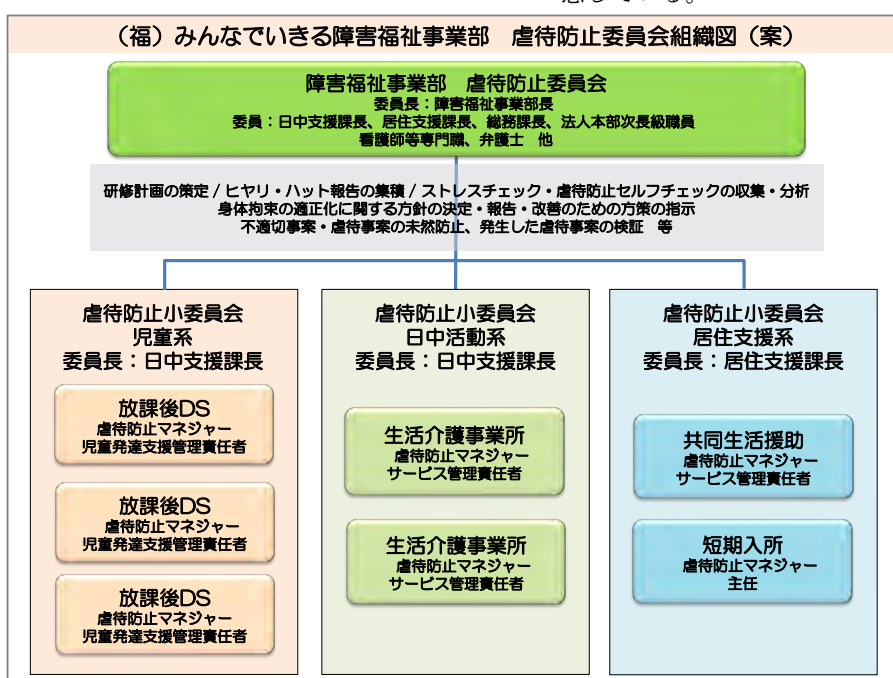 思している。
（福）みんなでいきる障害福祉事業部　虐待防止委員会組織図（案）
障害福祉事業部　虐待防止委員会
委員長：障害福祉事業部長
委員：日中支援課長、居住支援課長、総務課長、法人本部次長級職員
看護師等専門職、弁護士　他
研修計画の策定 / ヒヤリ・ハット報告の集積 / ストレスチェック・虐待防止セルフチェックの収集・分析
身体拘束の適正化に関する方針の決定・報告・改善のための方策の指示
不適切事案・虐待事案の未然防止、発生した虐待事案の検証　等
虐待防止小委員会
児童系
委員長：日中支援課長
放課後DS
虐待防止マネジャー
児童発達支援管理責任者
放課後DS
虐待防止マネジャー
児童発達支援管理責任者
放課後DS
虐待防止マネジャー
児童発達支援管理責任者
虐待防止小委員会
日中活動系
委員長：日中支援課長
生活介護事業所
虐待防止マネジャー
サービス管理責任者
生活介護事業所
虐待防止マネジャー
サービス管理責任者
虐待防止小委員会
居住支援系
委員長：居住支援課長
共同生活援助
虐待防止マネジャー
サービス管理責任者
短期入所
虐待防止マネジャー
主任